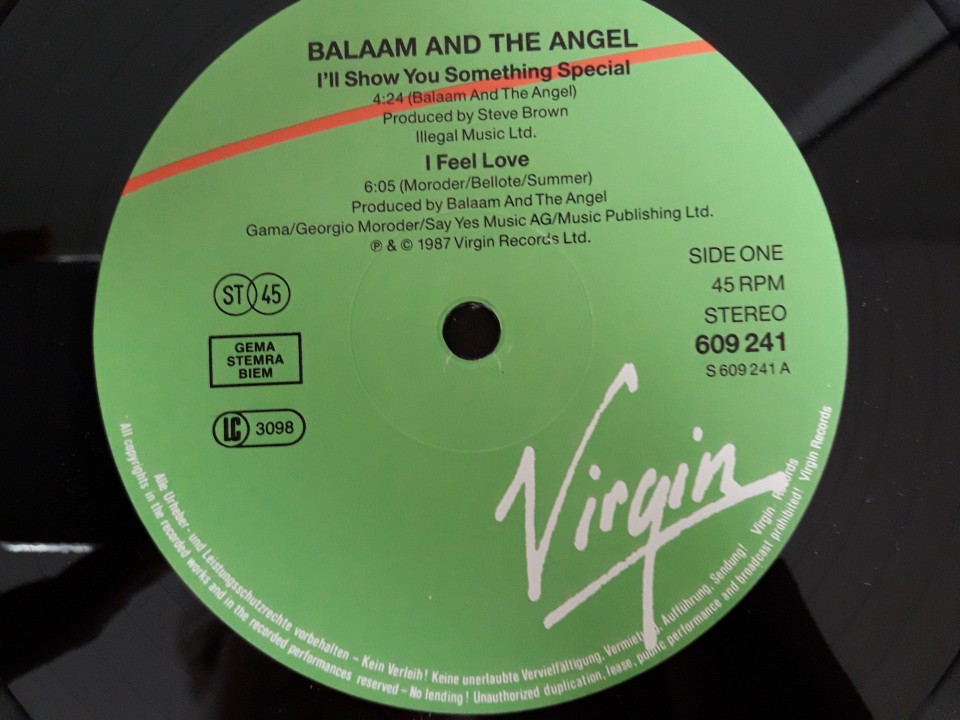 BALAAM AND THE ANGEL
I'll Show You Something Special
4:24 (Balaam And The Angel)
Produced by Steve Brown
Illegal Music Ltd.
I Feel Love
6:05 (Moroder/Bellote/Summer)
Produced by Balaam And The Angel
Gama/Georgio Moroder/Say Yes Music AG/Music Publishing Ltd.
℗ & © 1987 Virgin Records Ltd.
SIDE ONE
45 RPM
STEREO
609 241
S 609 241 A
ST 45
GEMA
STEMRA
BIEM
LC 3098
Virgin
Alle Urheber- und Leistungsschutzrechte vorbehalten – Kein Verleih! Keine unerlaubte Vervielfältigung, Vermietung, Aufführung, Sendung! Virgin - Records
All copyrights in the recorded works and in the recorded performances reserved – No lending! Unauthorized duplication, lease, public performance and broadcast prohibited! Virgin Records